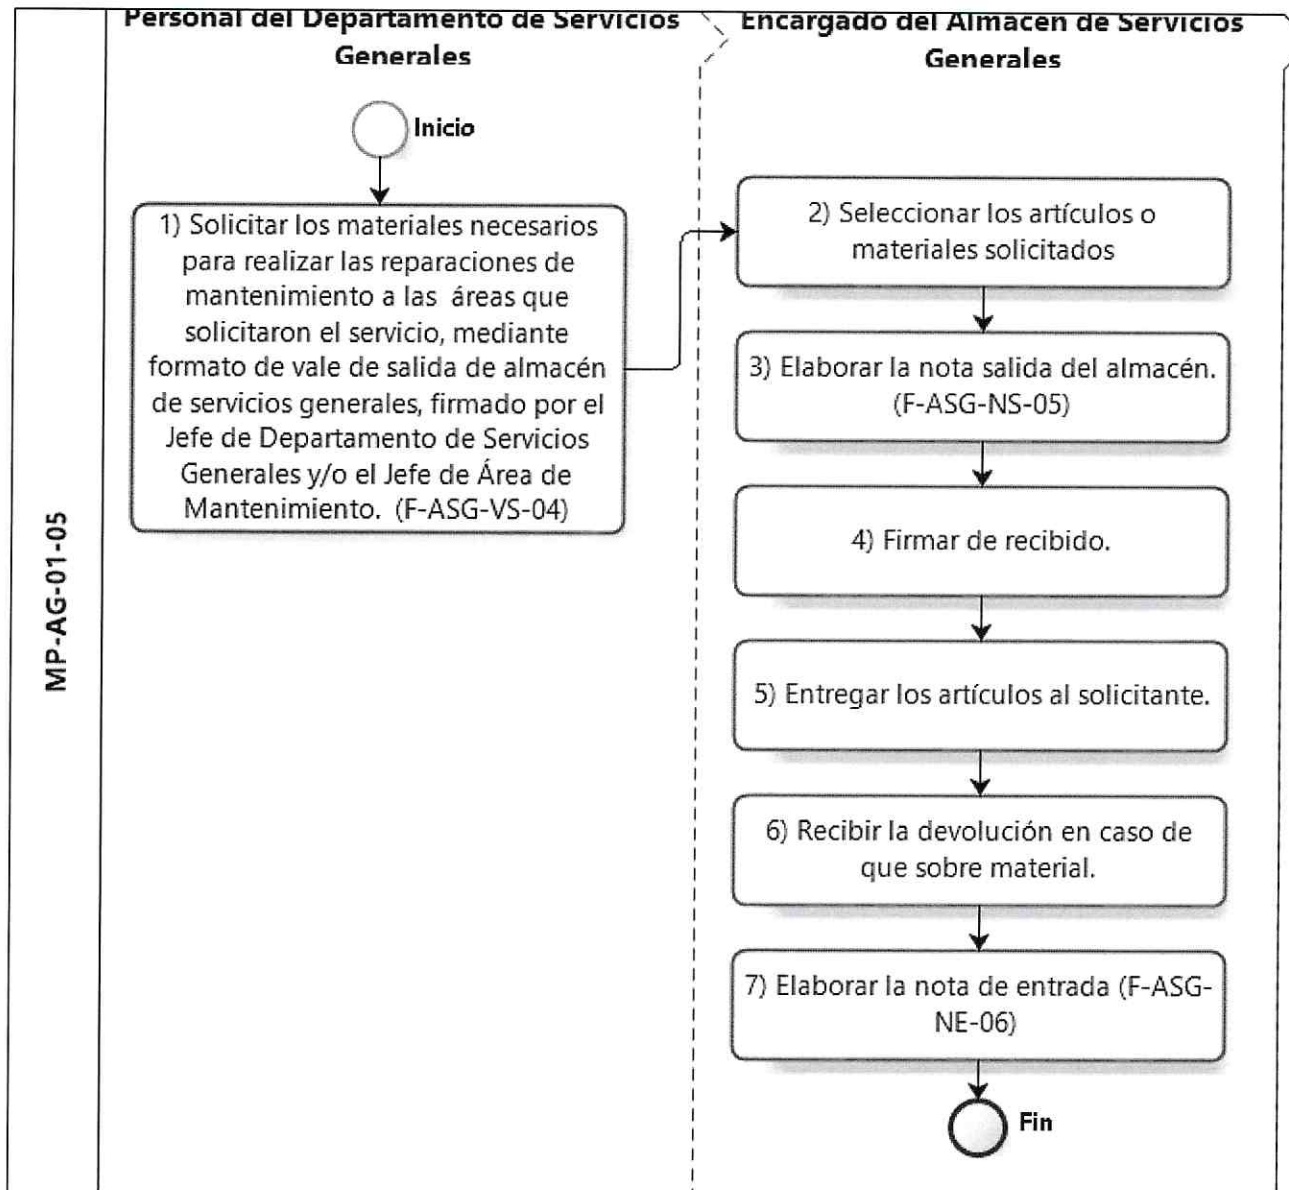 Personal del Departamento de Servicios
Generales
Encargado del Almacén de Servicios
Generales
MP-AG-01-05
Inicio
1) Solicitar los materiales necesarios
para realizar las reparaciones de
mantenimiento a las áreas que
solicitaron el servicio, mediante
formato de vale de salida de almacén
de servicios generales, firmado por el
Jefe de Departamento de Servicios
Generales y/o el Jefe de Área de
Mantenimiento. (F-ASG-VS-04)
2) Seleccionar los artículos o
materiales solicitados
3) Elaborar la nota salida del almacén.
(F-ASG-NS-05)
4) Firmar de recibido.
5) Entregar los artículos al solicitante.
6) Recibir la devolución en caso de
que sobre material.
7) Elaborar la nota de entrada (F-ASG-
NE-06)
Fin